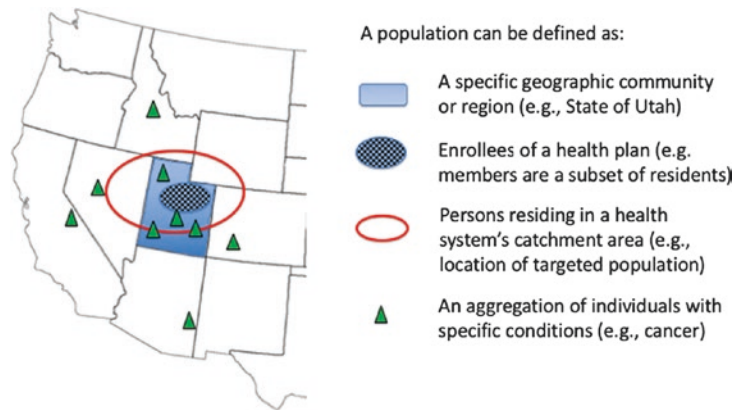 A population can be defined as:
A specific geographic community
or region (e.g., State of Utah)
Enrollees of a health plan (e.g.
members are a subset of residents)
Persons residing in a health
system's catchment area (e.g.,
location of targeted population)
An aggregation of individuals with
specific conditions (e.g., cancer)